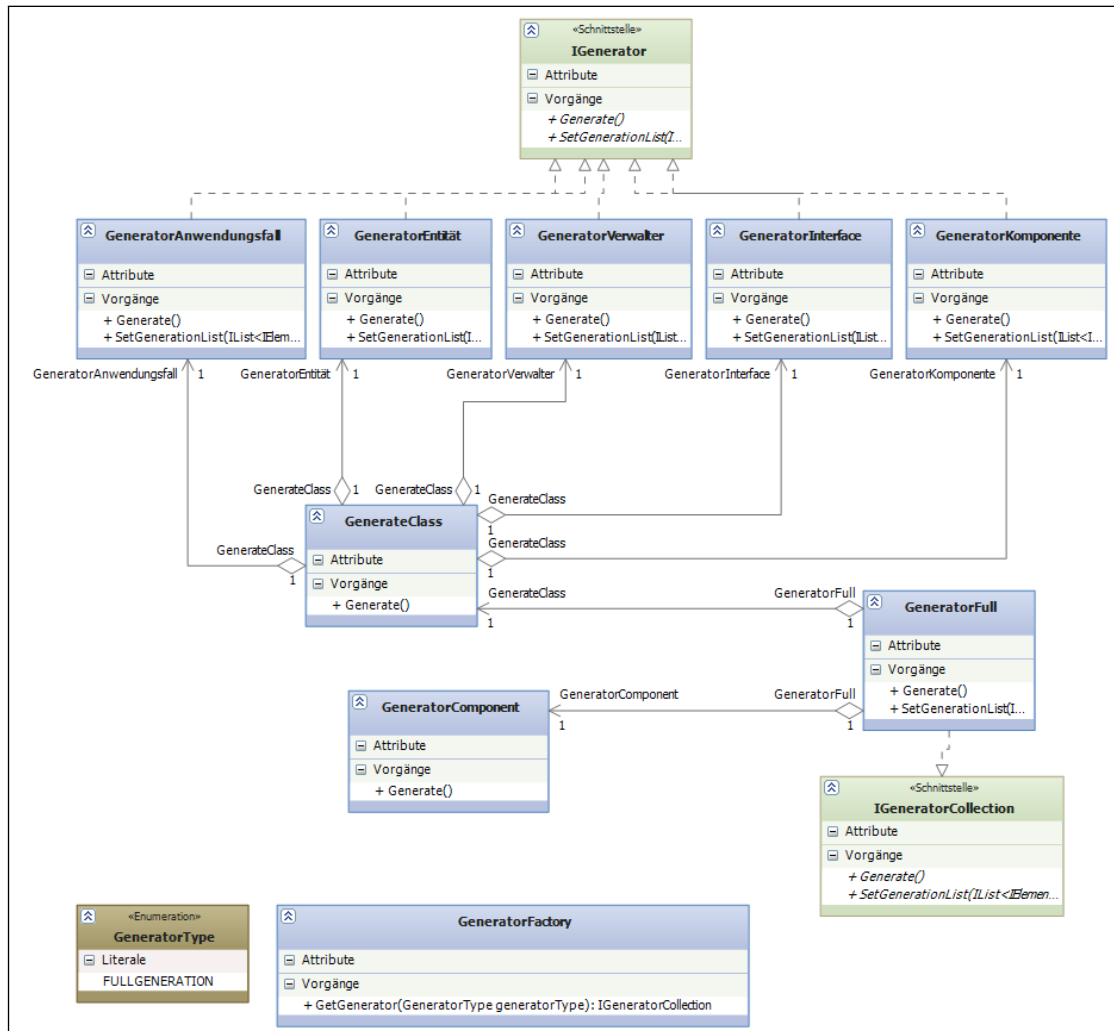 «Schnittstelle»
IGenerator
Attribute
Vorgänge
+ Generate()
+ SetGenerationList(I...
GeneratorAnwendungsfall
Attribute
Vorgänge
+ Generate()
+ SetGenerationList(IList<IElem...
GeneratorEntität
Attribute
Vorgänge
+ Generate()
+ SetGenerationList(I...
GeneratorVerwalter
Attribute
Vorgänge
+ Generate()
+ SetGenerationList(IList...
GeneratorInterface
Attribute
Vorgänge
+ Generate()
+ SetGenerationList(IList...
GeneratorKomponente
Attribute
Vorgänge
+ Generate()
+ SetGenerationList(IList<I...
GeneratorAnwendungsfall 1
GeneratorEntität 1
GeneratorVerwalter 1
GeneratorInterface 1
GeneratorKomponente 1
GenerateClass 1
GenerateClass 1
GenerateClass
1
GenerateClass
1
GenerateClass
1
GenerateClass
Attribute
Vorgänge
+ Generate()
GenerateClass
1
GeneratorFull
1
GeneratorFull
Attribute
Vorgänge
+ Generate()
+ SetGenerationList(I...
GeneratorComponent
1
GeneratorFull
1
GeneratorComponent
Attribute
Vorgänge
+ Generate()
«Schnittstelle»
IGeneratorCollection
Attribute
Vorgänge
+ Generate()
+ SetGenerationList(IList<IElemen...
«Enumeration»
GeneratorType
Literale
FULLGENERATION
GeneratorFactory
Attribute
Vorgänge
+ GetGenerator(GeneratorType generatorType): IGeneratorCollection